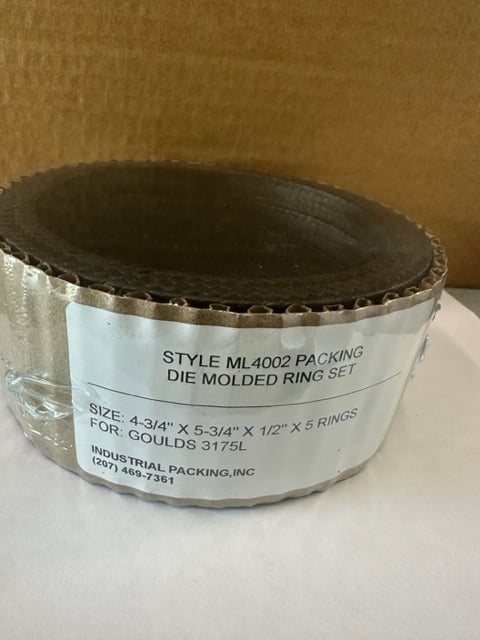 STYLE ML4002 PACKING
DIE MOLDED RING SET
SIZE: 4-3/4" X 5-3/4" X 1/2" X 5 RINGS
FOR: GOULDS 3175L
INDUSTRIAL PACKING,INC
(207) 469-7361